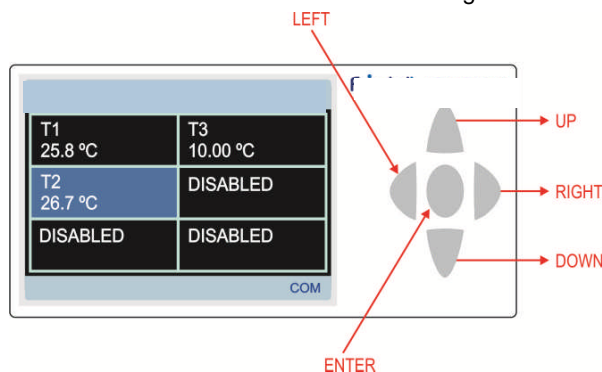 LEFT
T1
25.8 ºC
T3
10.00 ºC
T2
26.7 ºC
DISABLED
DISABLED
DISABLED
COM
UP
RIGHT
DOWN
ENTER